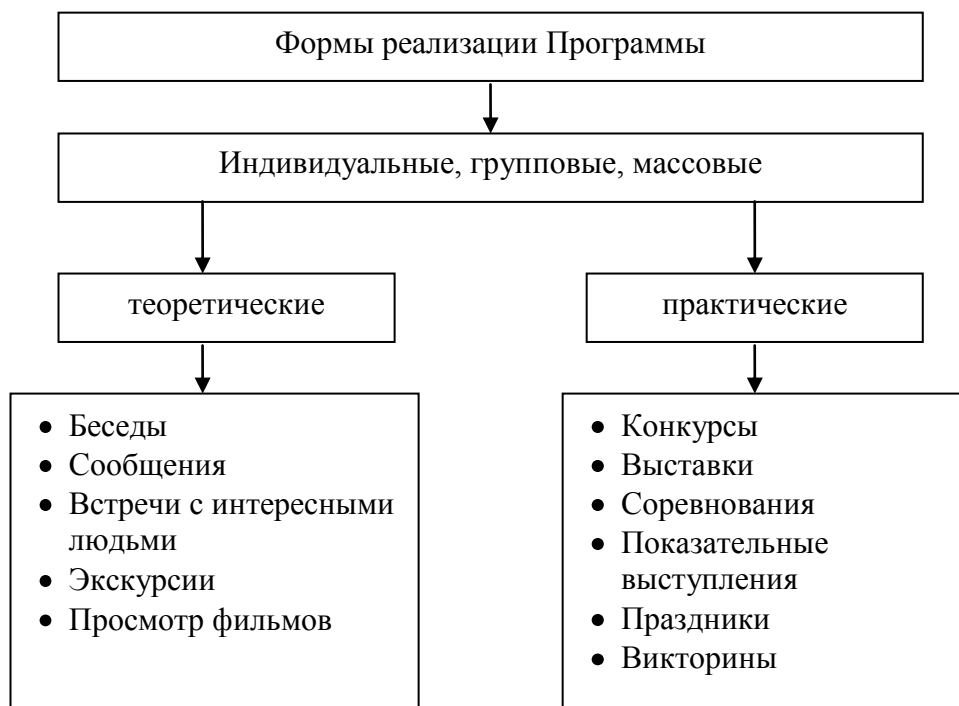 Формы реализации Программы
Индивидуальные, групповые, массовые
теоретические
практические
• Беседы
• Сообщения
• Встречи с интересными
людьми
• Экскурсии
• Просмотр фильмов
• Конкурсы
• Выставки
• Соревнования
• Показательные
выступления
• Праздники
• Викторины